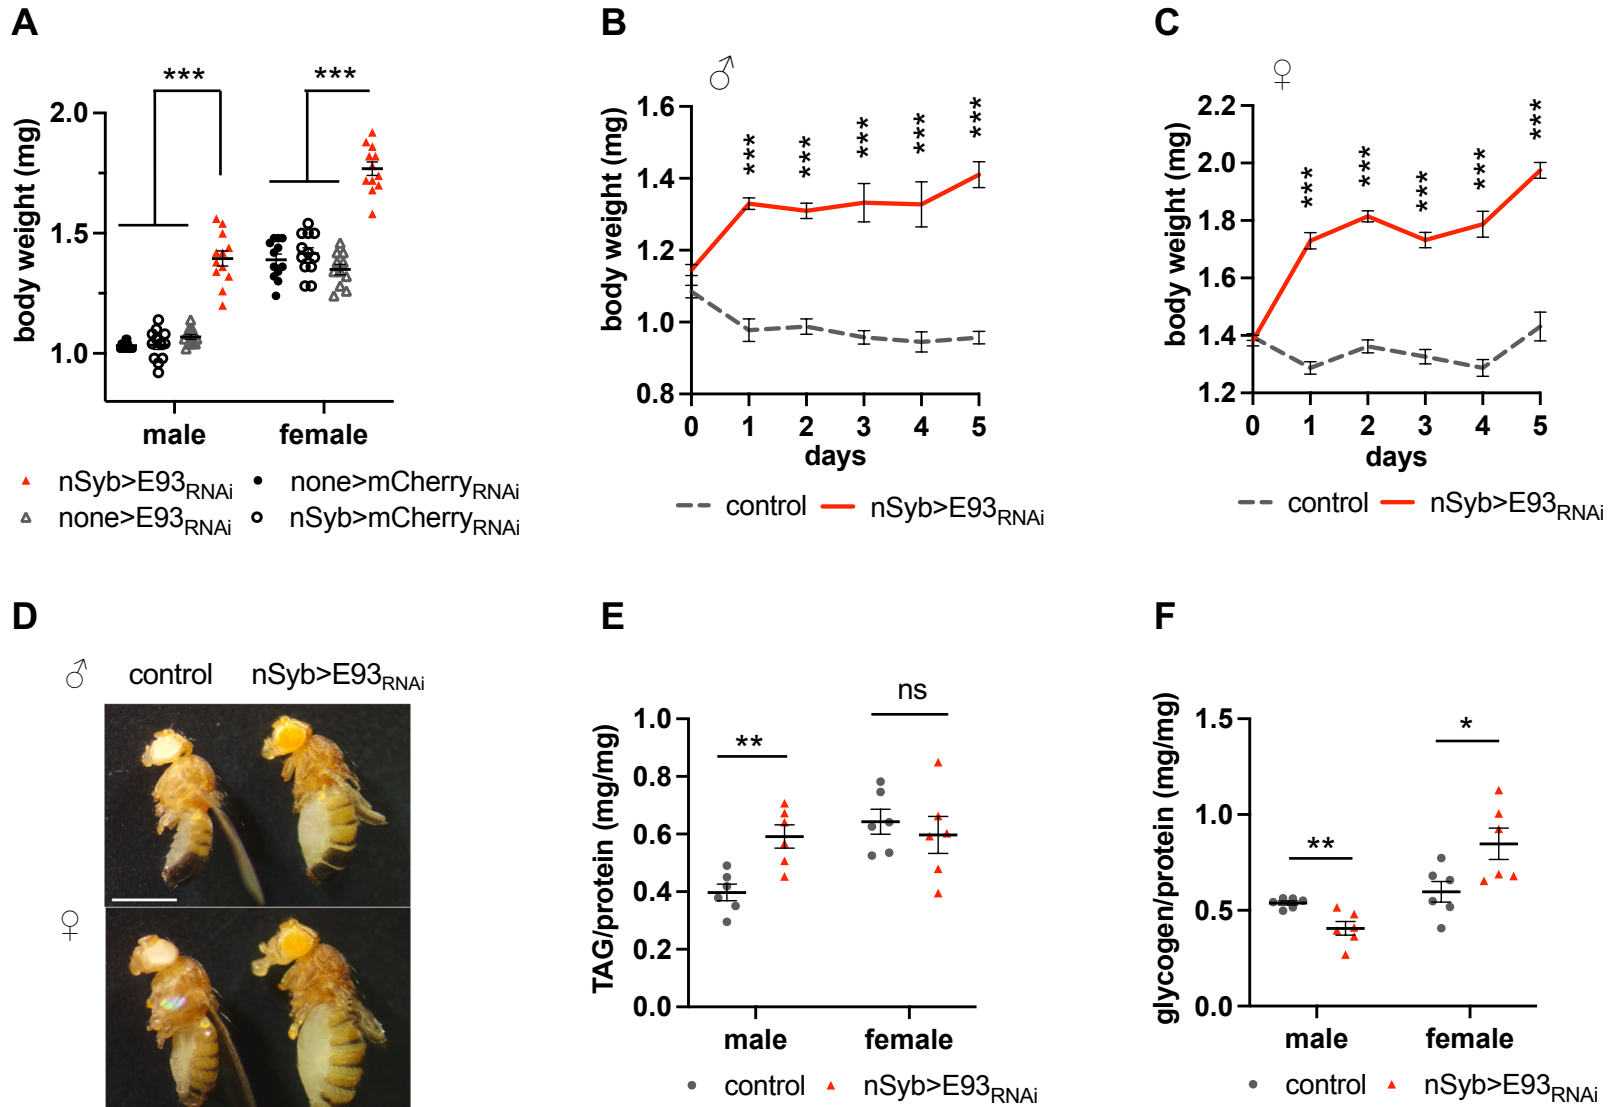 A
***
***
body weight (mg)
2.0
1.5
1.0
male
female
nSyb>E93RNAi
none>mCherryRNAi
none>E93RNAi
nSyb>mCherryRNAi
B
♂
body weight (mg)
1.6
1.4
1.2
1.0
0.8
***
***
***
***
***
0
1
2
3
4
5
days
control
nSyb>E93RNAi
C
♀
body weight (mg)
2.2
2.0
1.8
1.6
1.4
1.2
***
***
***
***
***
0
1
2
3
4
5
days
control
nSyb>E93RNAi
D
♂
control
nSyb>E93RNAi
♀
E
TAG/protein (mg/mg)
1.0
0.8
0.6
0.4
0.2
0.0
**
ns
male
female
control
nSyb>E93RNAi
F
glycogen/protein (mg/mg)
1.5
1.0
0.5
0.0
**
*
male
female
control
nSyb>E93RNAi